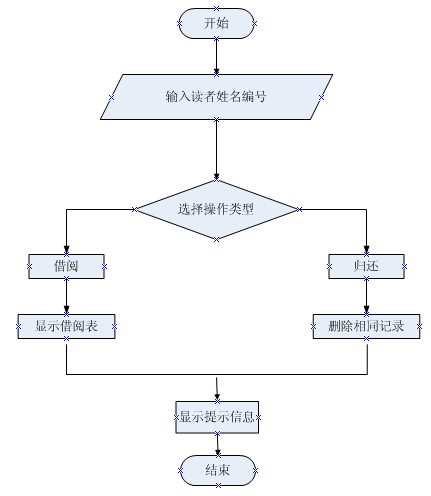 开始
输入读者姓名编号
选择操作类型
借阅
归还
显示借阅表
删除相同记录
显示提示信息
结束